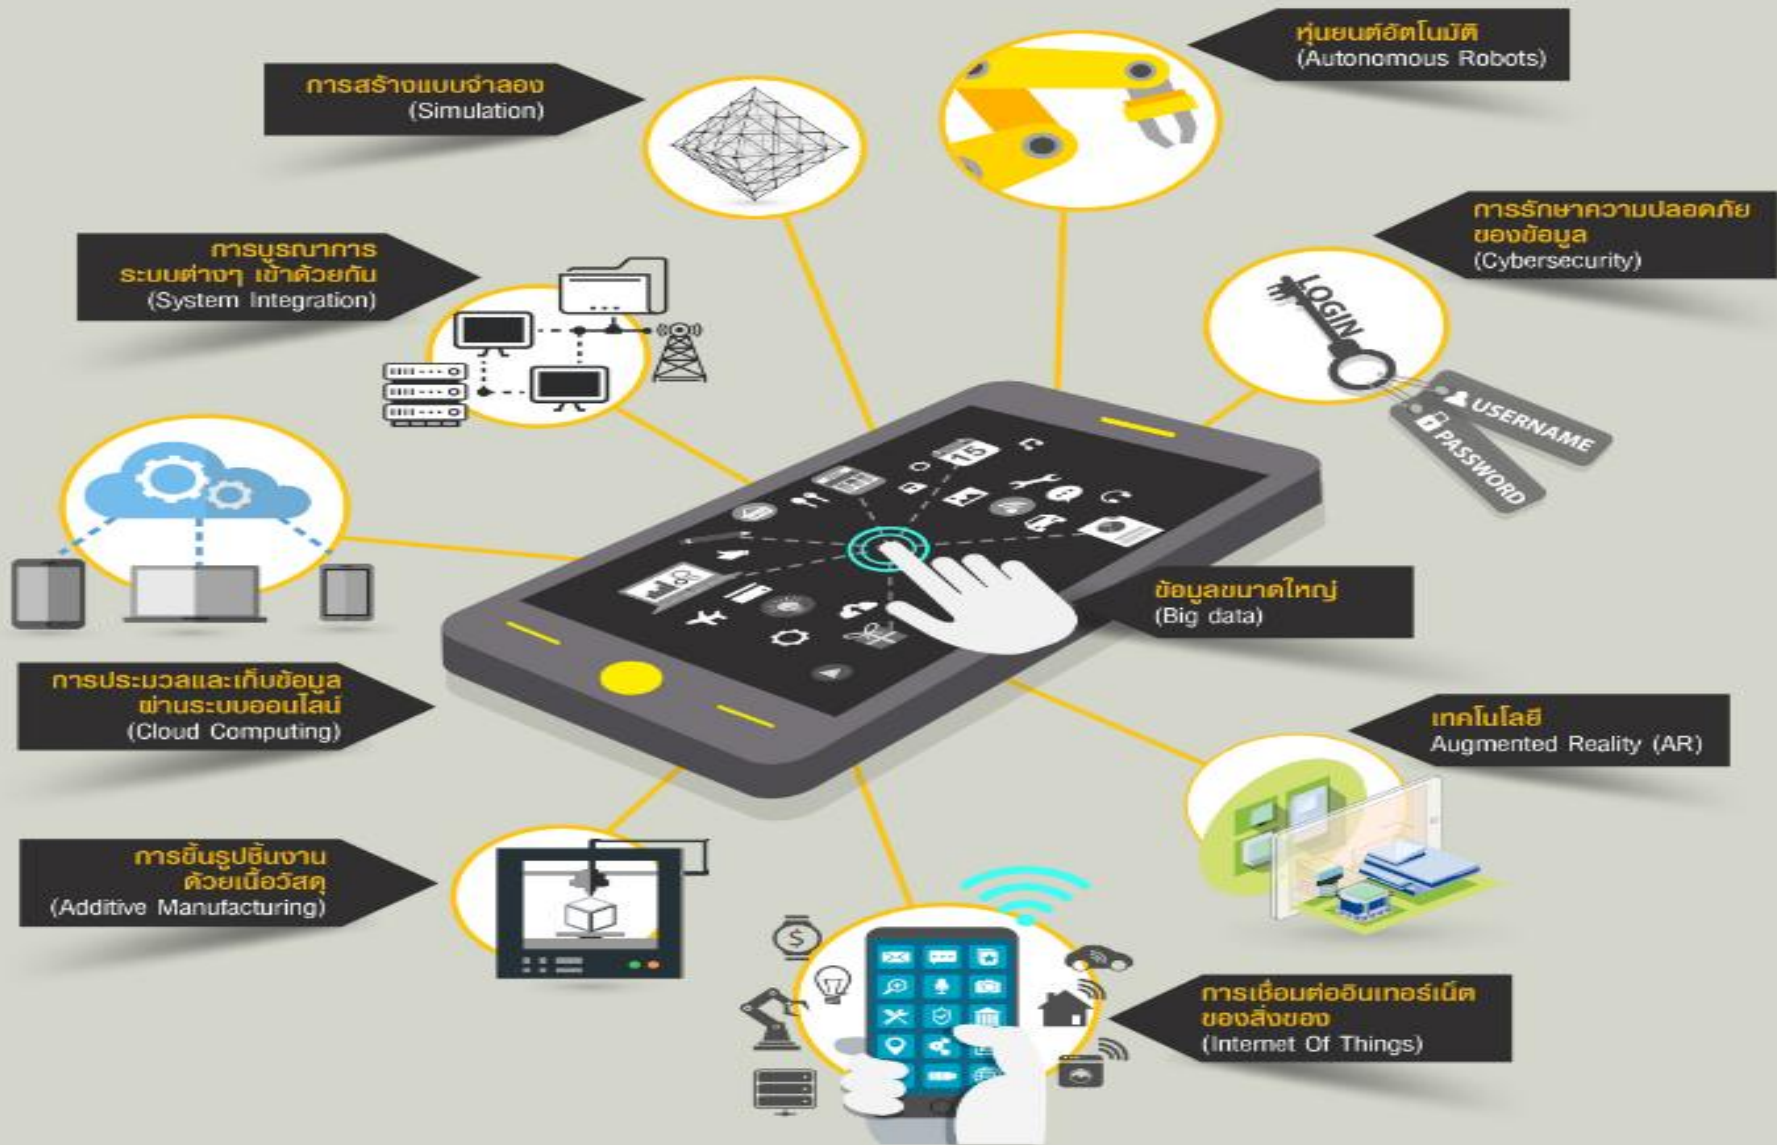 หุ่นยนต์อัตโนมัติ
(Autonomous Robots)
การสร้างแบบจำลอง
(Simulation)
การรักษาความปลอดภัย
ของข้อมูล
(Cybersecurity)
การบูรณาการ
ระบบต่างๆ เข้าด้วยกัน
(System Integration)
LOGIN
USERNAME
PASSWORD
15
ข้อมูลขนาดใหญ่
(Big data)
การประมวลและเก็บข้อมูล
ผ่านระบบออนไลน์
(Cloud Computing)
เทคโนโลยี
Augmented Reality (AR)
การขึ้นรูปชิ้นงาน
ด้วยเนื้อวัสดุ
(Additive Manufacturing)
$
การเชื่อมต่ออินเทอร์เน็ต
ของสิ่งของ
(Internet Of Things)